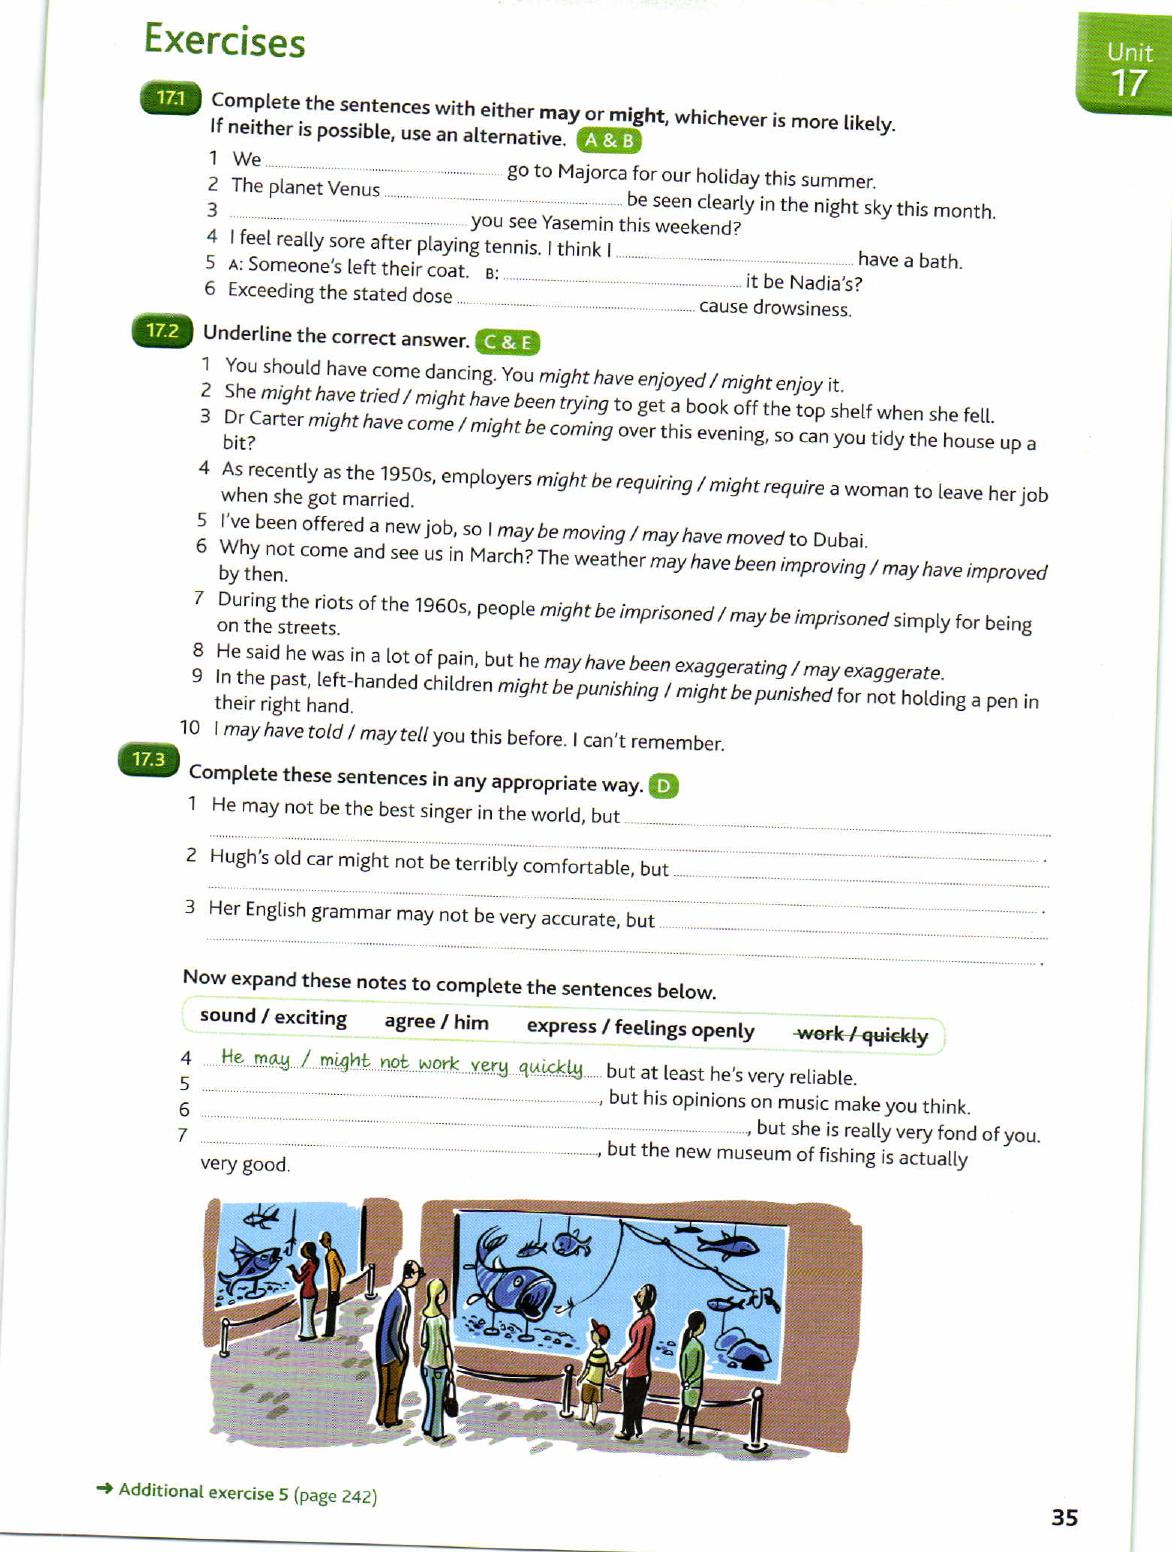 Exercises
Unit
17
17.1 Complete the sentences with either may or might, whichever is more likely.
If neither is possible, use an alternative. A & B
1 We ........ go to Majorca for our holiday this summer.
2 The planet Venus ........ be seen clearly in the night sky this month.
3 ........ you see Yasemin this weekend?
4 I feel really sore after playing tennis. I think I ........ have a bath.
5 A: Someone's left their coat. B: ........ it be Nadia's?
6 Exceeding the stated dose ........ cause drowsiness.
17.2 Underline the correct answer. C & E
1 You should have come dancing. You might have enjoyed / might enjoy it.
2 She might have tried / might have been trying to get a book off the top shelf when she fell.
3 Dr Carter might have come / might be coming over this evening, so can you tidy the house up a
bit?
4 As recently as the 1950s, employers might be requiring / might require a woman to leave her job
when she got married.
5 I've been offered a new job, so I may be moving / may have moved to Dubai.
6 Why not come and see us in March? The weather may have been improving / may have improved
by then.
7 During the riots of the 1960s, people might be imprisoned / may be imprisoned simply for being
on the streets.
8 He said he was in a lot of pain, but he may have been exaggerating / may exaggerate.
9 In the past, left-handed children might be punishing / might be punished for not holding a pen in
their right hand.
10 I may have told / may tell you this before. I can't remember.
17.3 Complete these sentences in any appropriate way. D
1 He may not be the best singer in the world, but ........
........ .
2 Hugh's old car might not be terribly comfortable, but ........
........ .
3 Her English grammar may not be very accurate, but ........
........ .
Now expand these notes to complete the sentences below.
sound / exciting agree / him express / feelings openly work / quickly
4 He may / might not work very quickly but at least he's very reliable.
5 ........ , but his opinions on music make you think.
6 ........ , but she is really very fond of you.
7 ........ , but the new museum of fishing is actually
very good.
➜ Additional exercise 5 (page 242)
35